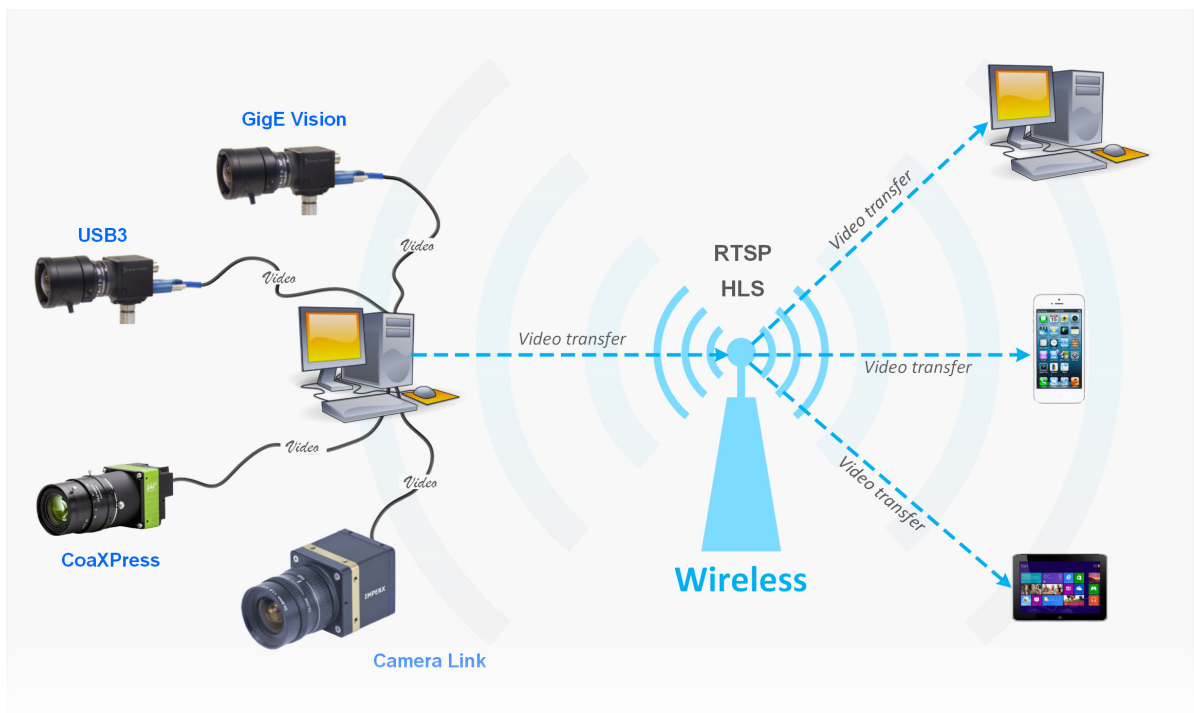 GigE Vision
Video
USB3
Video
Video transfer
RTSP
HLS
Video transfer
Video transfer
Video transfer
Video
CoaXPress
Video
IMPERX
Camera Link
Wireless